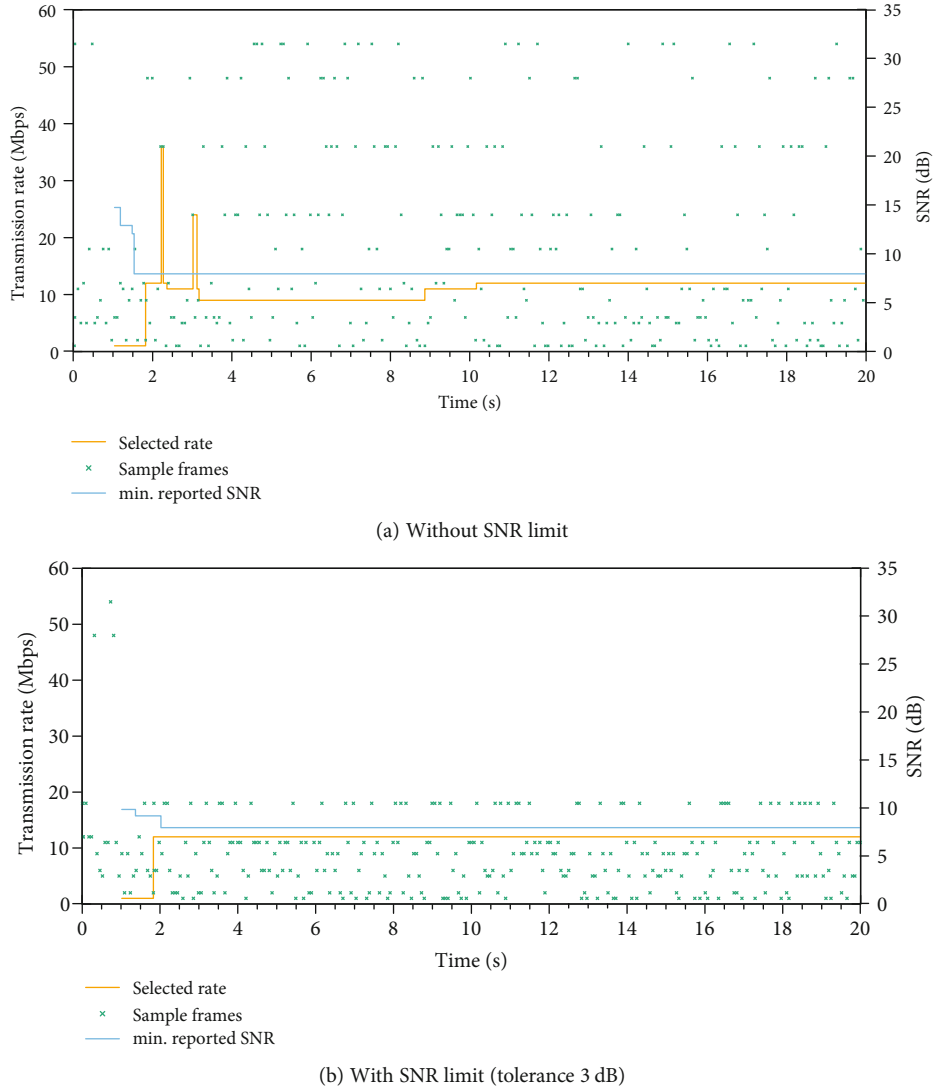 60
50
40
30
20
10
0
Transmission rate (Mbps)
35
30
25
20
15
10
5
0
SNR (dB)
0 2 4 6 8 10 12 14 16 18 20
Time (s)
Selected rate
Sample frames
min. reported SNR
(a) Without SNR limit
60
50
40
30
20
10
0
Transmission rate (Mbps)
35
30
25
20
15
10
5
0
SNR (dB)
0 2 4 6 8 10 12 14 16 18 20
Time (s)
Selected rate
Sample frames
min. reported SNR
(b) With SNR limit (tolerance 3 dB)